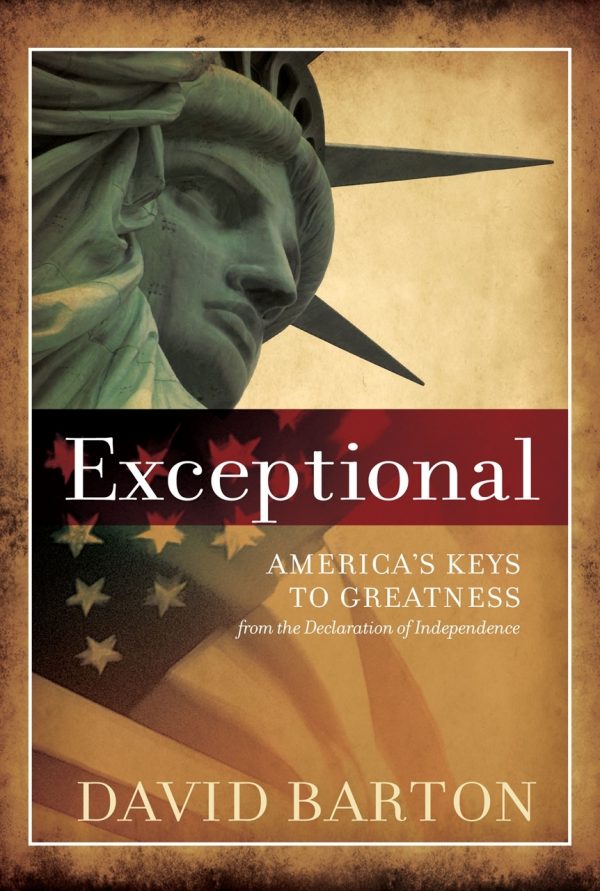 Exceptional
AMERICA'S KEYS
TO GREATNESS
from the Declaration of Independence
DAVID BARTON